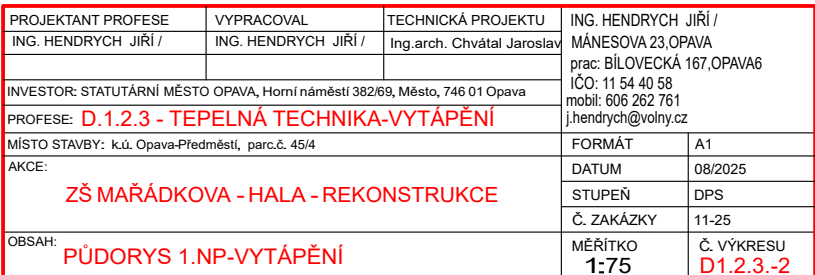 PROJEKTANT PROFESE VYPRACOVAL TECHNICKÁ PROJEKTU
ING. HENDRYCH JIŘÍ / ING. HENDRYCH JIŘÍ / Ing.arch. Chvátal Jaroslav
INVESTOR: STATUTÁRNÍ MĚSTO OPAVA, Horní náměstí 382/69, Město, 746 01 Opava
PROFESE: D.1.2.3 - TEPELNÁ TECHNIKA-VYTÁPĚNÍ
ING. HENDRYCH JIŘÍ /
MÁNESOVA 23,OPAVA
prac: BÍLOVECKÁ 167,OPAVA6
IČO: 11 54 40 58
mobil: 606 262 761
j.hendrych@volny.cz
MÍSTO STAVBY: k.ú. Opava-Předměstí, parc.č. 45/4
AKCE:
ZŠ MAŘÁDKOVA - HALA - REKONSTRUKCE
OBSAH:
PŮDORYS 1.NP-VYTÁPĚNÍ
FORMÁT A1
DATUM 08/2025
STUPEŇ DPS
Č. ZAKÁZKY 11-25
MĚŘÍTKO Č. VÝKRESU
1:75 D1.2.3.-2